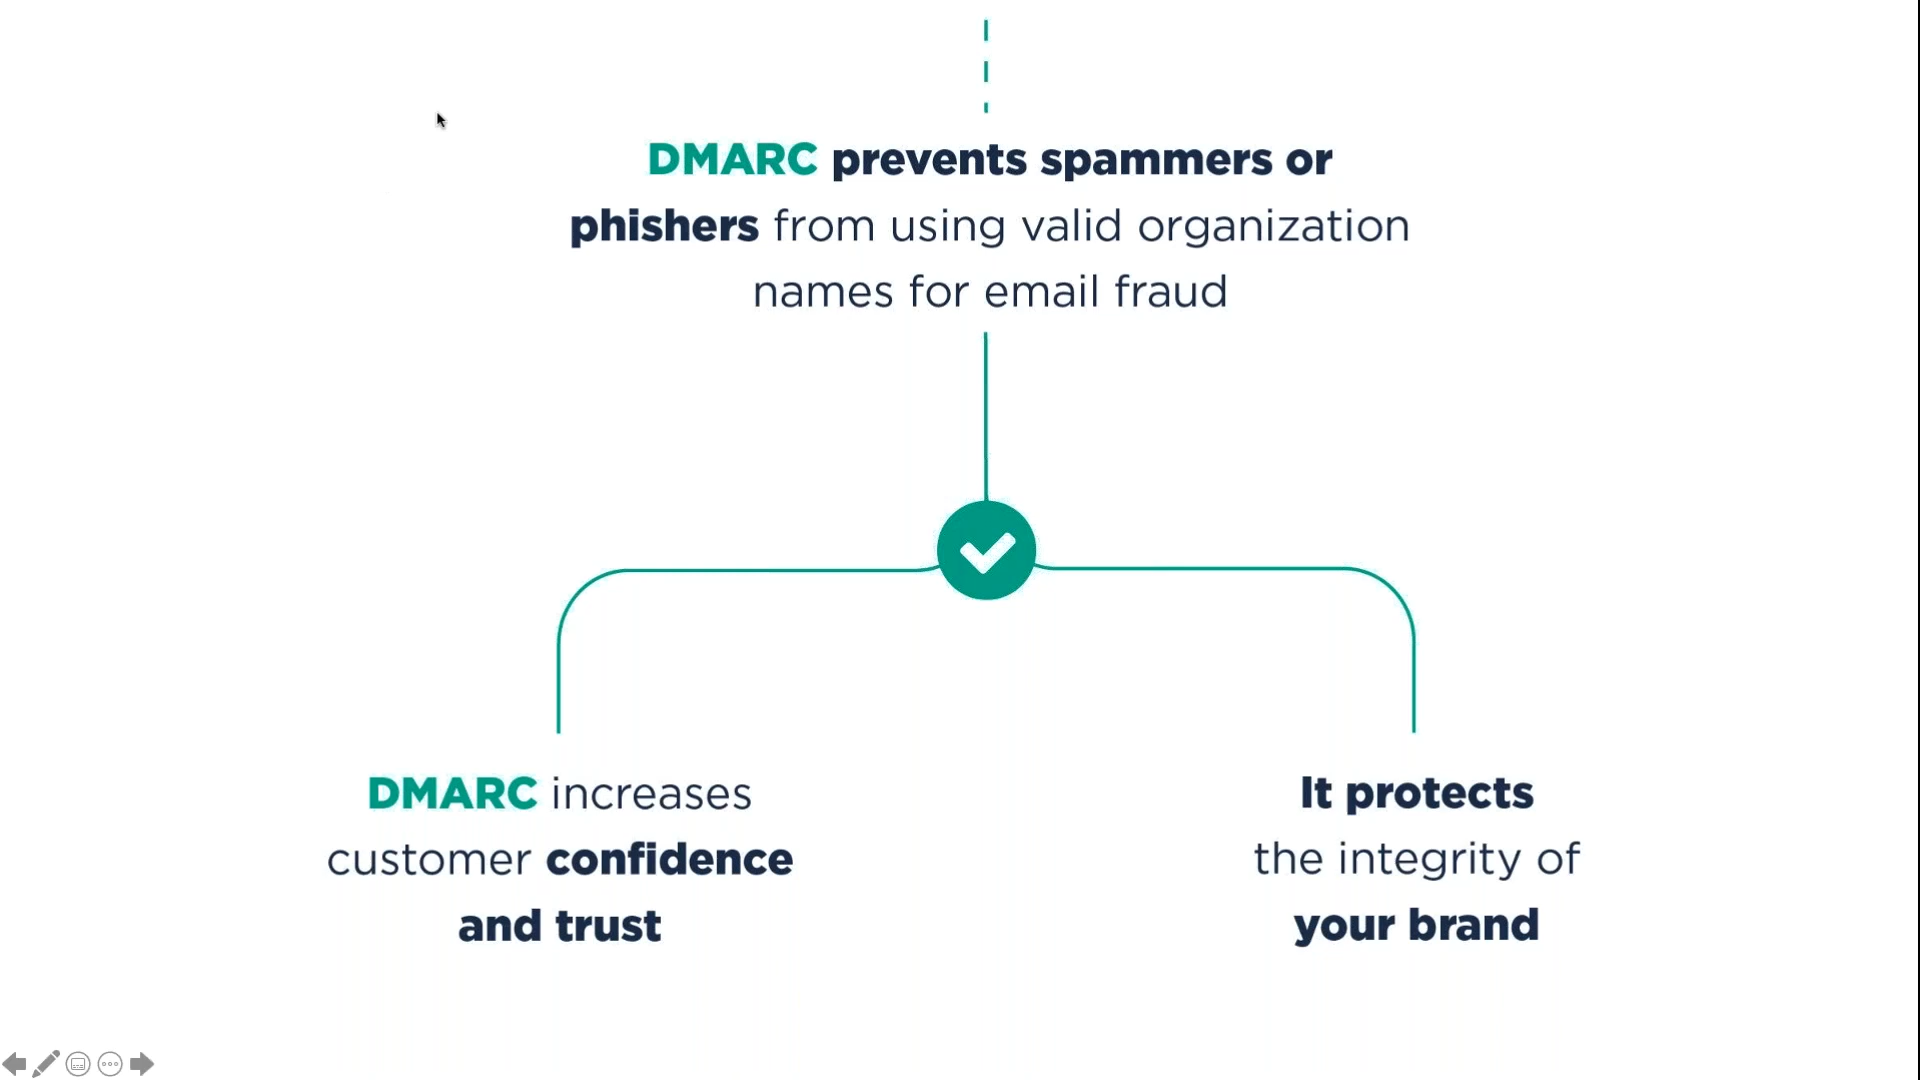 DMARC prevents spammers or
phishers from using valid organization
names for email fraud
DMARC increases
customer confidence
and trust
It protects
the integrity of
your brand